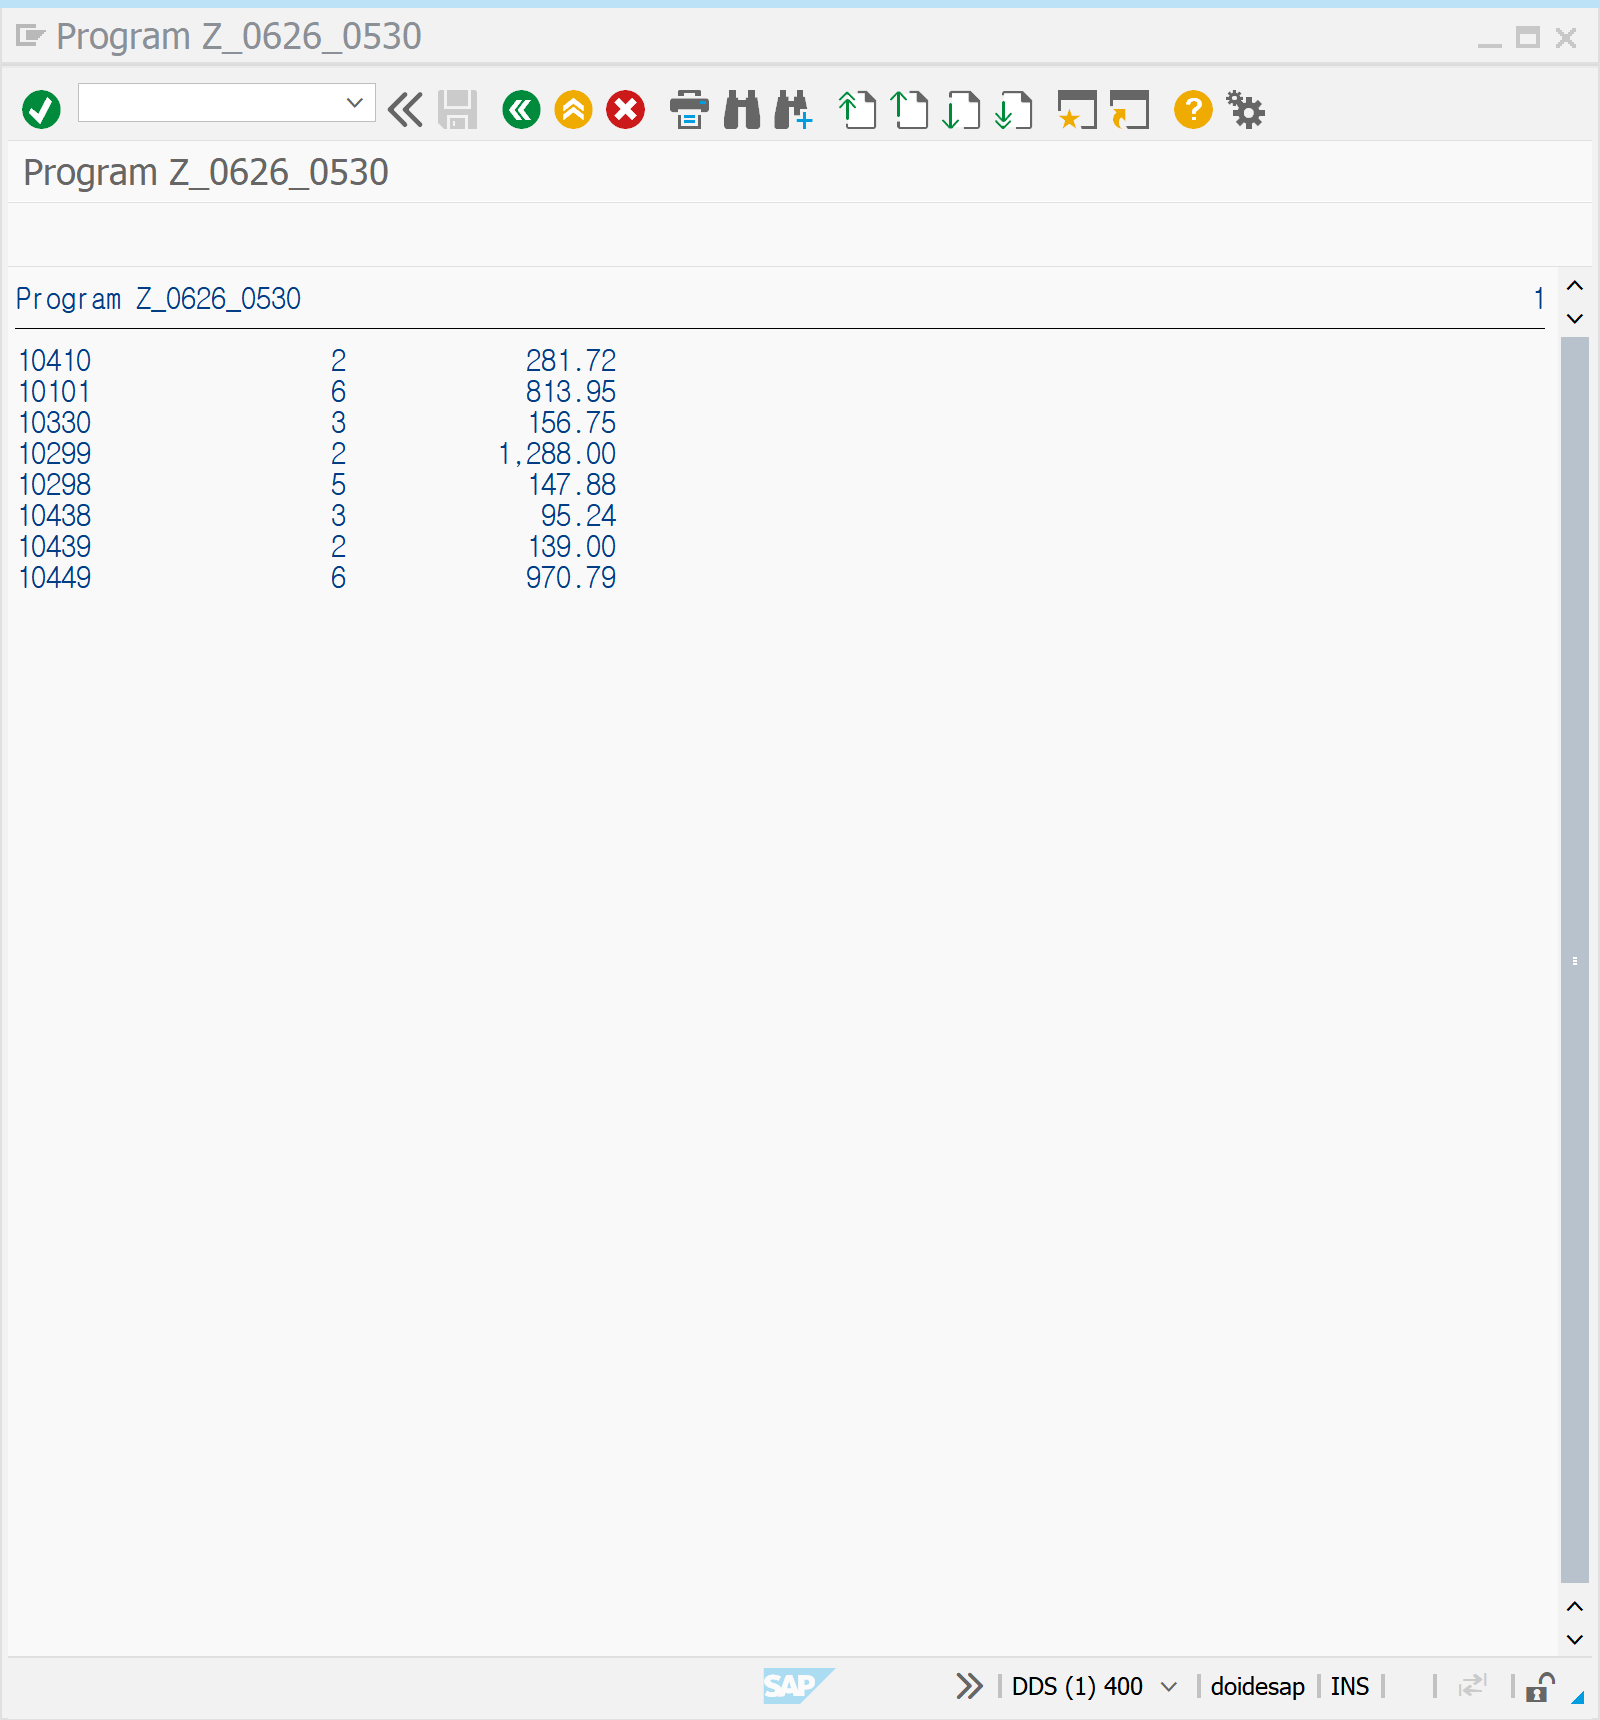 Program Z_0626_0530
Program Z_0626_0530
Program Z_0626_0530 1
10410 2 281.72
10101 6 813.95
10330 3 156.75
10299 2 1,288.00
10298 5 147.88
10438 3 95.24
10439 2 139.00
10449 6 970.79
SAP DDS (1) 400 doidesap INS